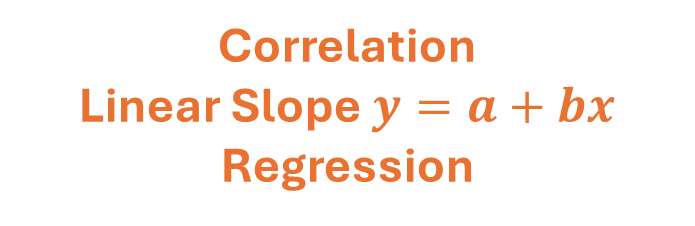 Correlation
Linear Slope y = a + bx
Regression